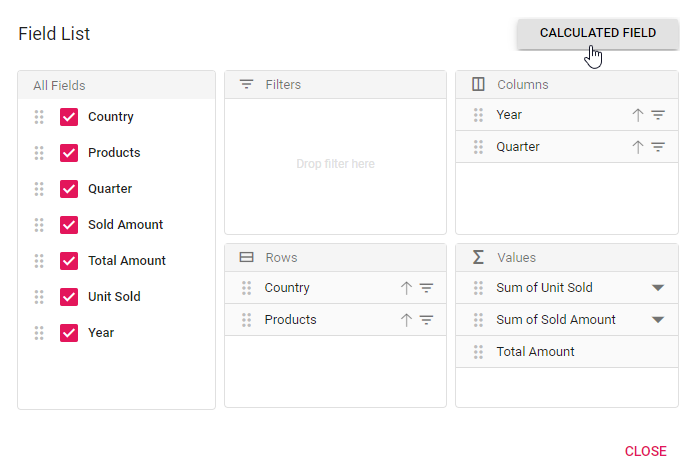 Field List
CALCULATED FIELD
All Fields
Country
Products
Quarter
Sold Amount
Total Amount
Unit Sold
Year
Filters
Drop filter here
Columns
Year
Quarter
Rows
Country
Products
Values
Sum of Unit Sold
Sum of Sold Amount
Total Amount
CLOSE